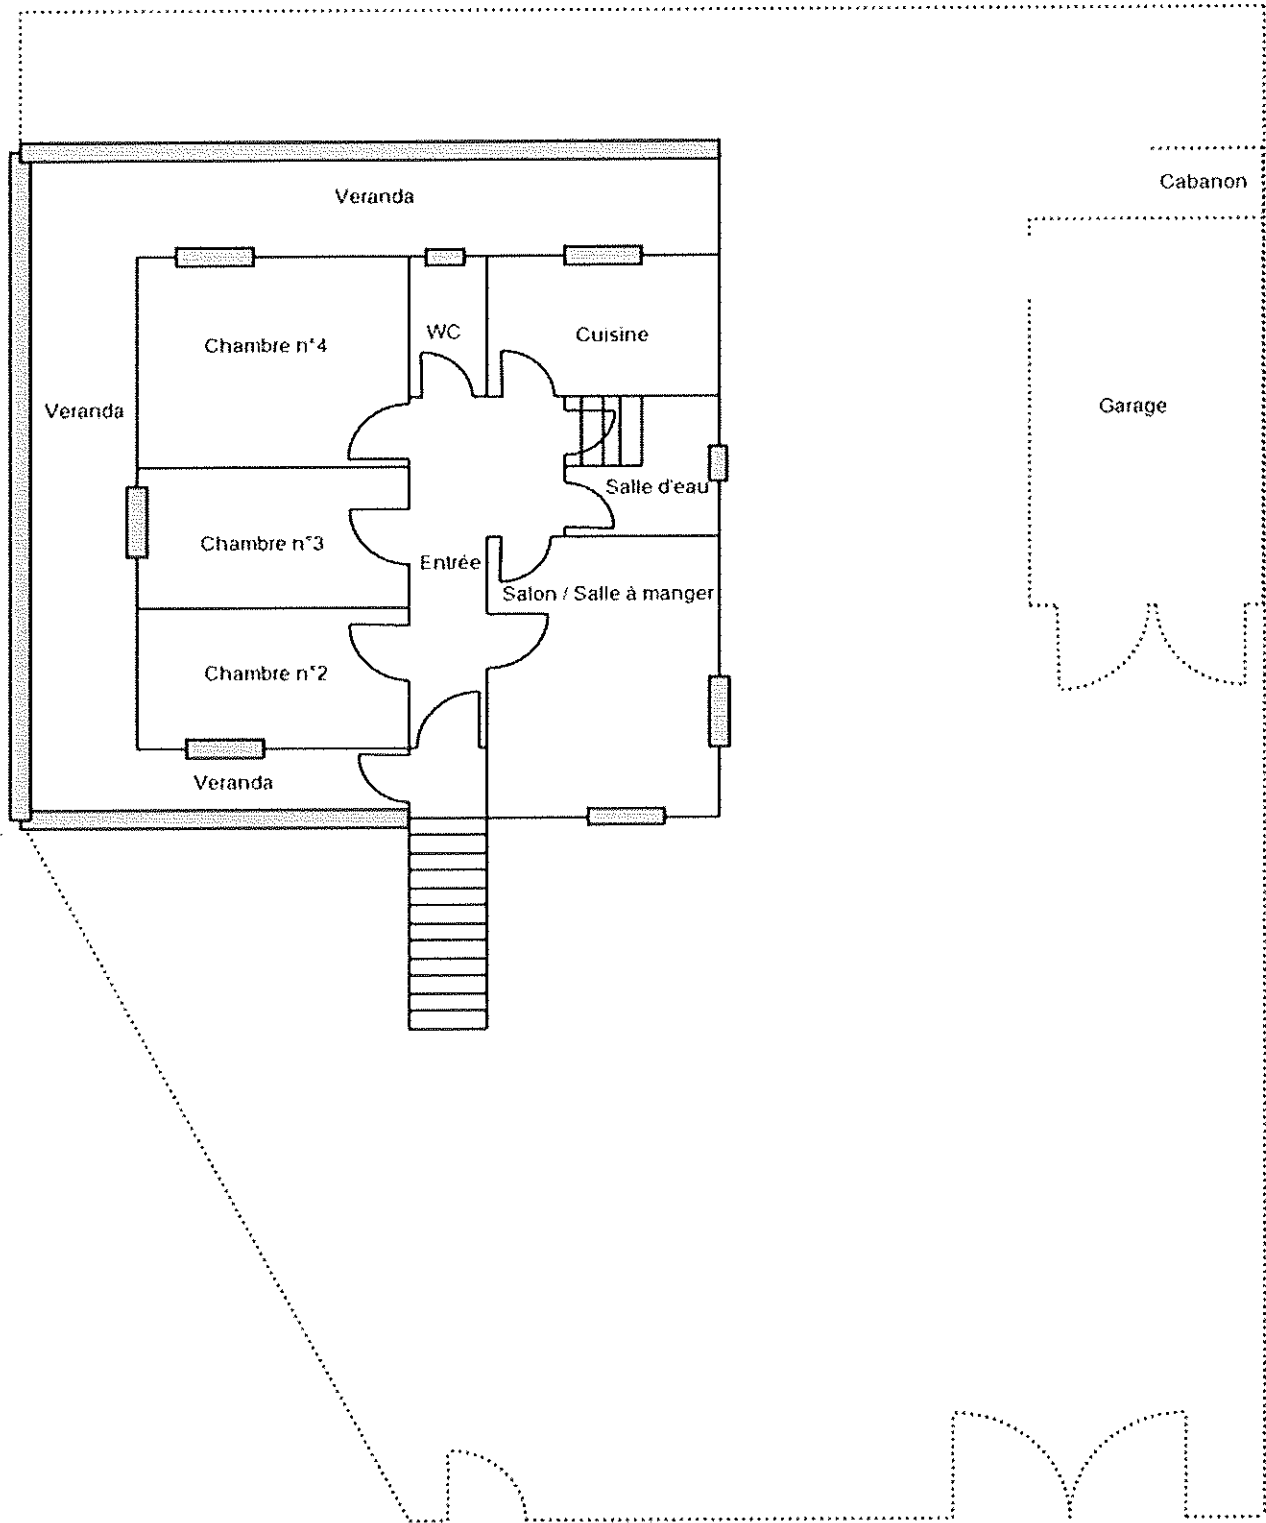 Cabanon
Veranda
WC
Cuisine
Chambre n°4
Veranda
Garage
Salle d'eau
Chambre n°3
Entrée
Salon / Salle à manger
Chambre n°2
Veranda